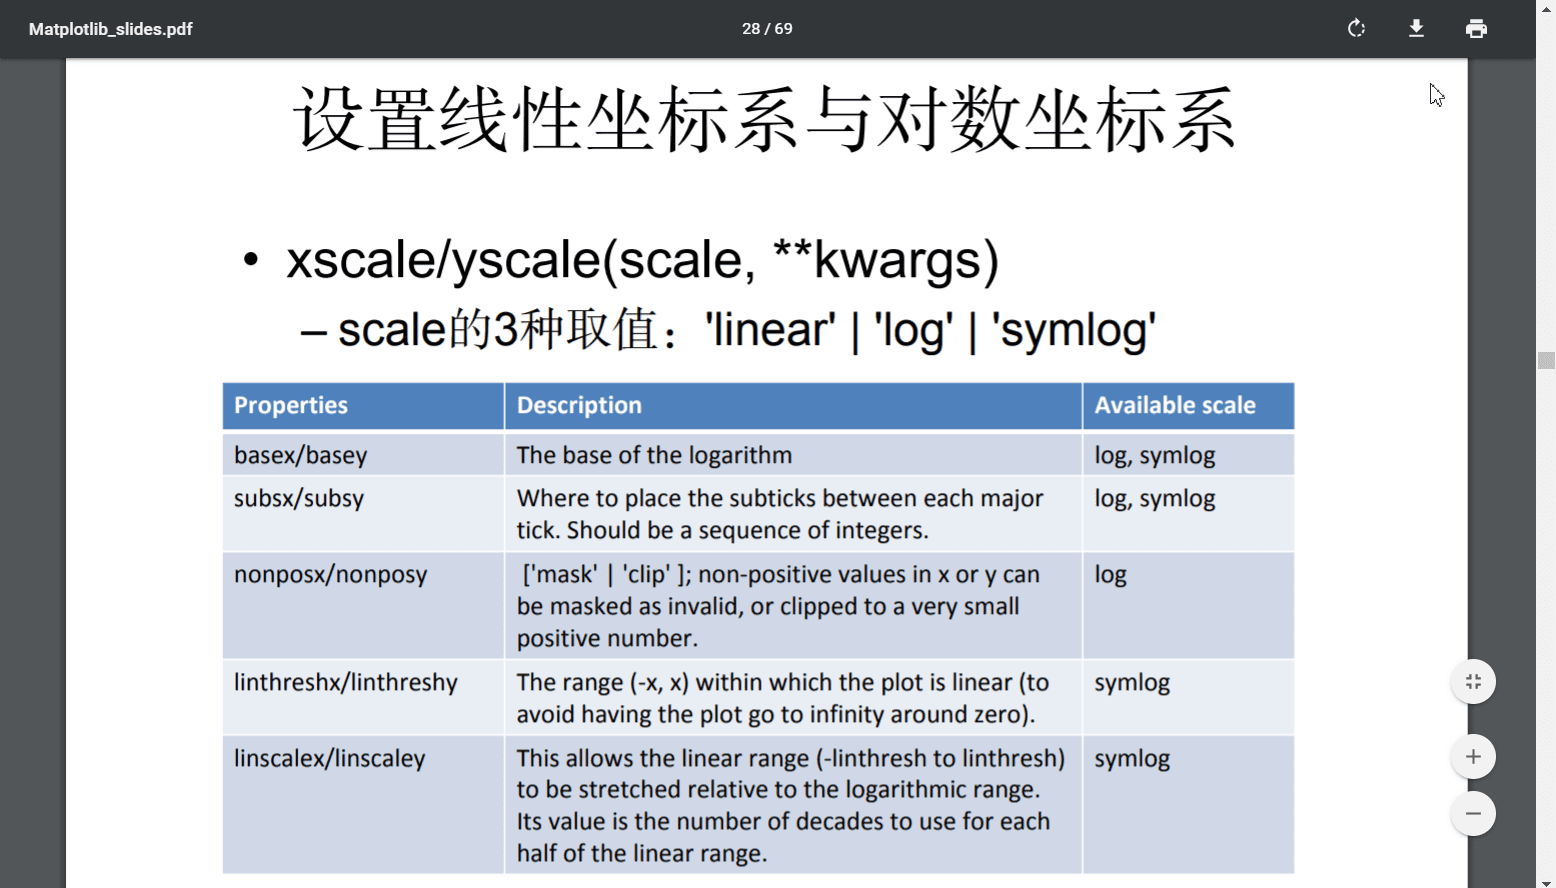 Matplotlib_slides.pdf
28 / 69
设置线性坐标系与对数坐标系
• xscale/yscale(scale, **kwargs)
– scale的3种取值：'linear' | 'log' | 'symlog'
Properties Description Available scale
basex/basey The base of the logarithm log, symlog
subsx/subsy Where to place the subticks between each major log, symlog
tick. Should be a sequence of integers.
nonposx/nonposy ['mask' | 'clip' ]; non-positive values in x or y can log
be masked as invalid, or clipped to a very small
positive number.
linthreshx/linthreshy The range (-x, x) within which the plot is linear (to symlog
avoid having the plot go to infinity around zero).
linscalex/linscaley This allows the linear range (-linthresh to linthresh) symlog
to be stretched relative to the logarithmic range.
Its value is the number of decades to use for each
half of the linear range.